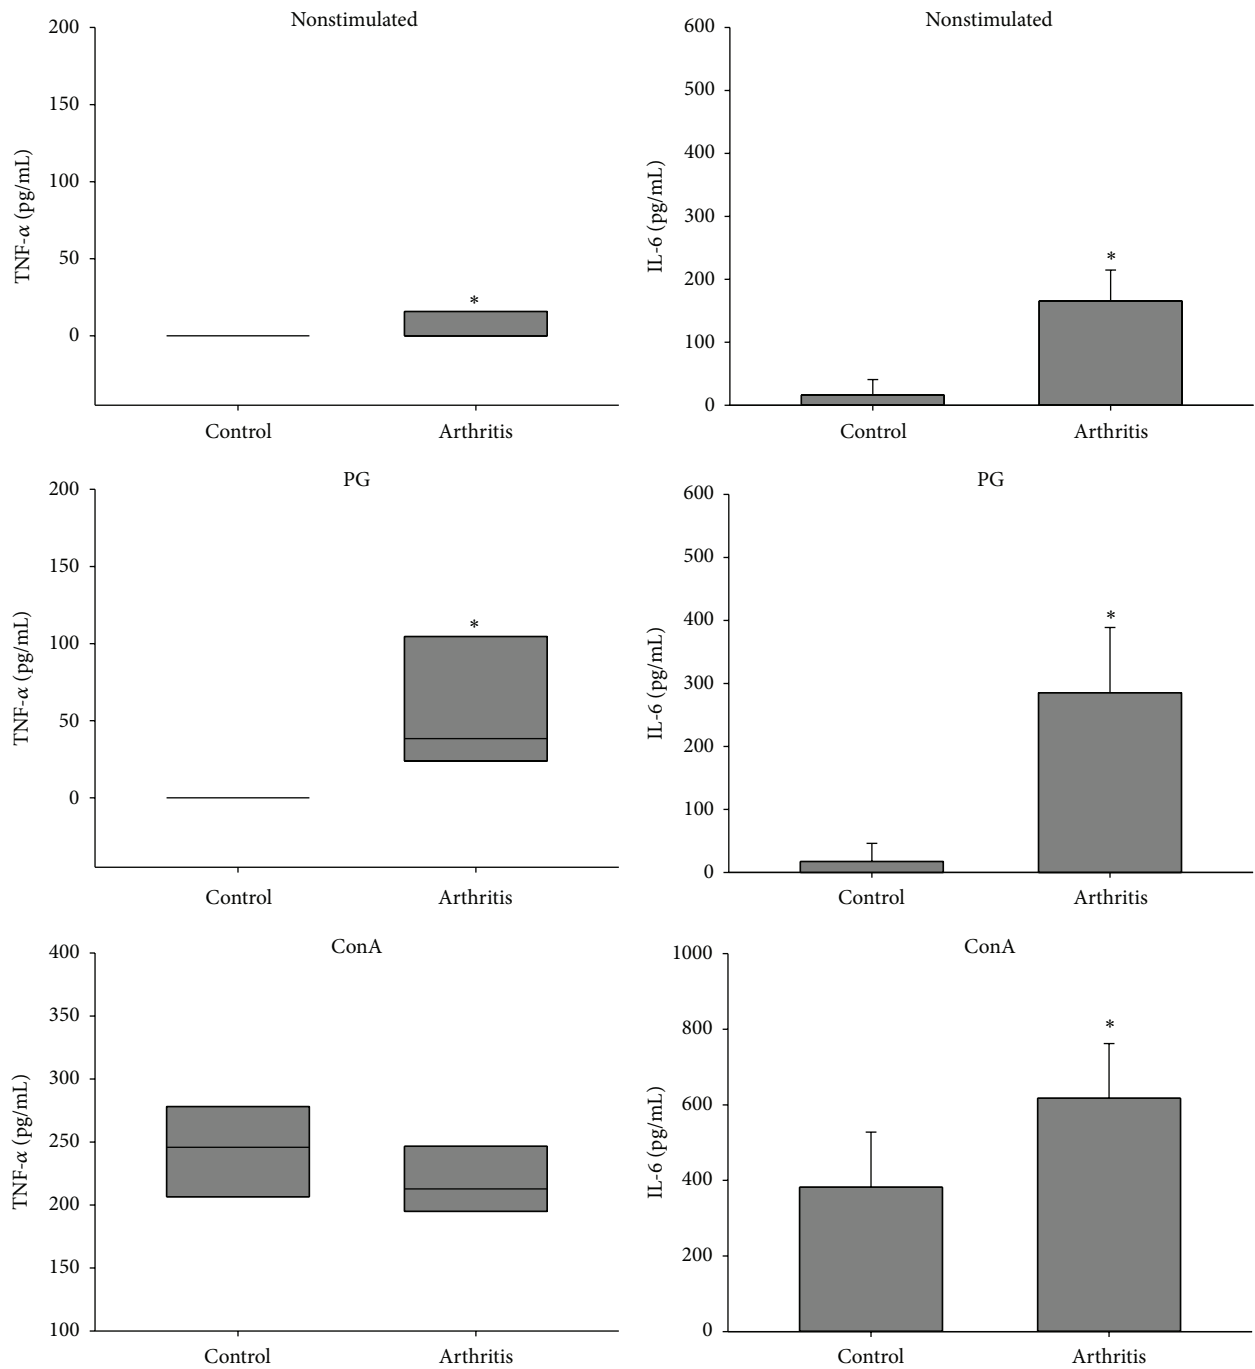 Nonstimulated
200
150
100
50
0
TNF-α (pg/mL)
*
Control Arthritis
Nonstimulated
600
500
400
300
200
100
0
IL-6 (pg/mL)
*
Control Arthritis
PG
200
150
100
50
0
TNF-α (pg/mL)
*
Control Arthritis
PG
600
500
400
300
200
100
0
IL-6 (pg/mL)
*
Control Arthritis
ConA
400
350
300
250
200
150
100
TNF-α (pg/mL)
Control Arthritis
ConA
1000
800
600
400
200
0
IL-6 (pg/mL)
*
Control Arthritis